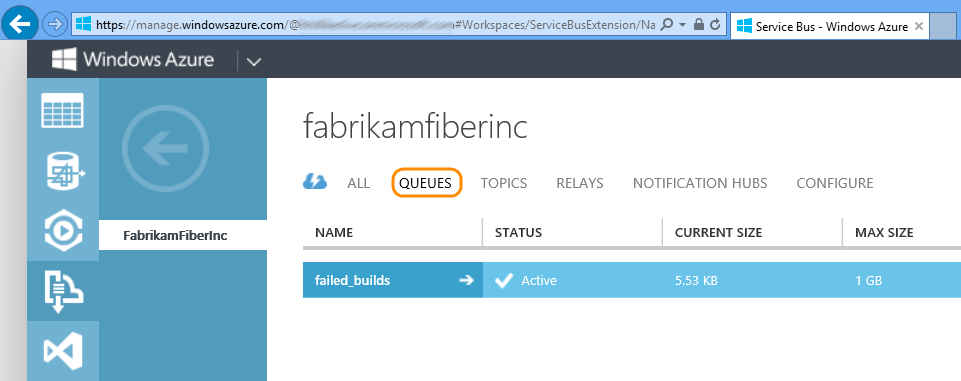 https://manage.windowsazure.com/@ #Workspaces/ServiceBusExtension/Na
Service Bus - Windows Azure
Windows Azure
fabrikamfiberinc
ALL QUEUES TOPICS RELAYS NOTIFICATION HUBS CONFIGURE
FabrikamFiberInc
NAME STATUS CURRENT SIZE MAX SIZE
failed_builds Active 5.53 KB 1 GB